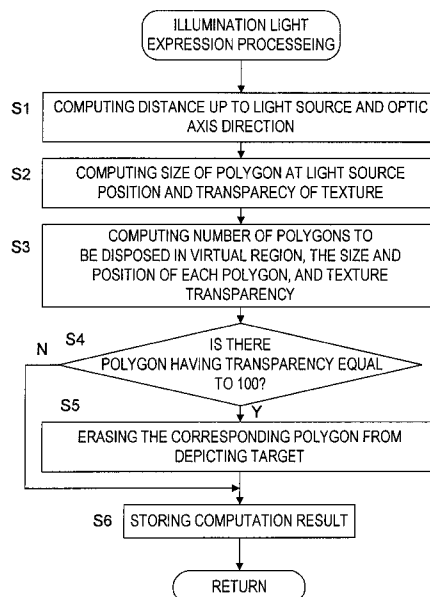 ILLUMINATION LIGHT
EXPRESSION PROCESSEING
S1
COMPUTING DISTANCE UP TO LIGHT SOURCE AND OPTIC
AXIS DIRECTION
S2
COMPUTING SIZE OF POLYGON AT LIGHT SOURCE
POSITION AND TRANSPARECY OF TEXTURE
S3
COMPUTING NUMBER OF POLYGONS TO
BE DISPOSED IN VIRTUAL REGION, THE SIZE AND
POSITION OF EACH POLYGON, AND TEXTURE
TRANSPARENCY
S4
N
IS THERE
POLYGON HAVING TRANSPARENCY EQUAL
TO 100?
S5
Y
ERASING THE CORRESPONDING POLYGON FROM
DEPICTING TARGET
S6
STORING COMPUTATION RESULT
RETURN